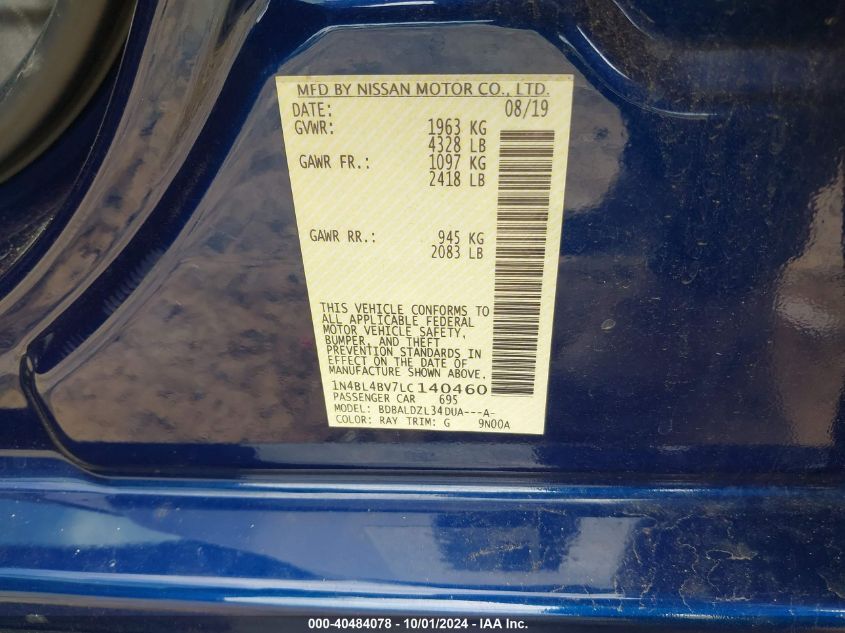 MFD BY NISSAN MOTOR CO., LTD.
DATE: 08/19
GVWR: 1963 KG
4328 LB
GAWR FR.: 1097 KG
2418 LB
GAWR RR.: 945 KG
2083 LB
THIS VEHICLE CONFORMS TO
ALL APPLICABLE FEDERAL
MOTOR VEHICLE SAFETY,
BUMPER, AND THEFT
PREVENTION STANDARDS IN
EFFECT ON THE DATE OF
MANUFACTURE SHOWN ABOVE.
1N4BL4BV7LC140460
PASSENGER CAR 695
MODEL: BDBALDZL34DUA---A-
COLOR: RAY TRIM: G 9N00A
000-40484078 - 10/01/2024 - IAA Inc.